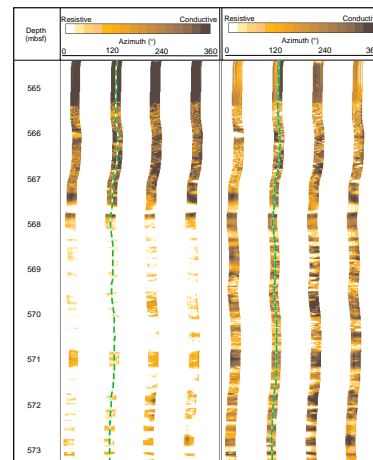 Depth
(mbsf)
Resistive Conductive
Azimuth (°)
0 120 240 360
Resistive Conductive
Azimuth (°)
0 120 240 360
565
566
567
568
569
570
571
572
573